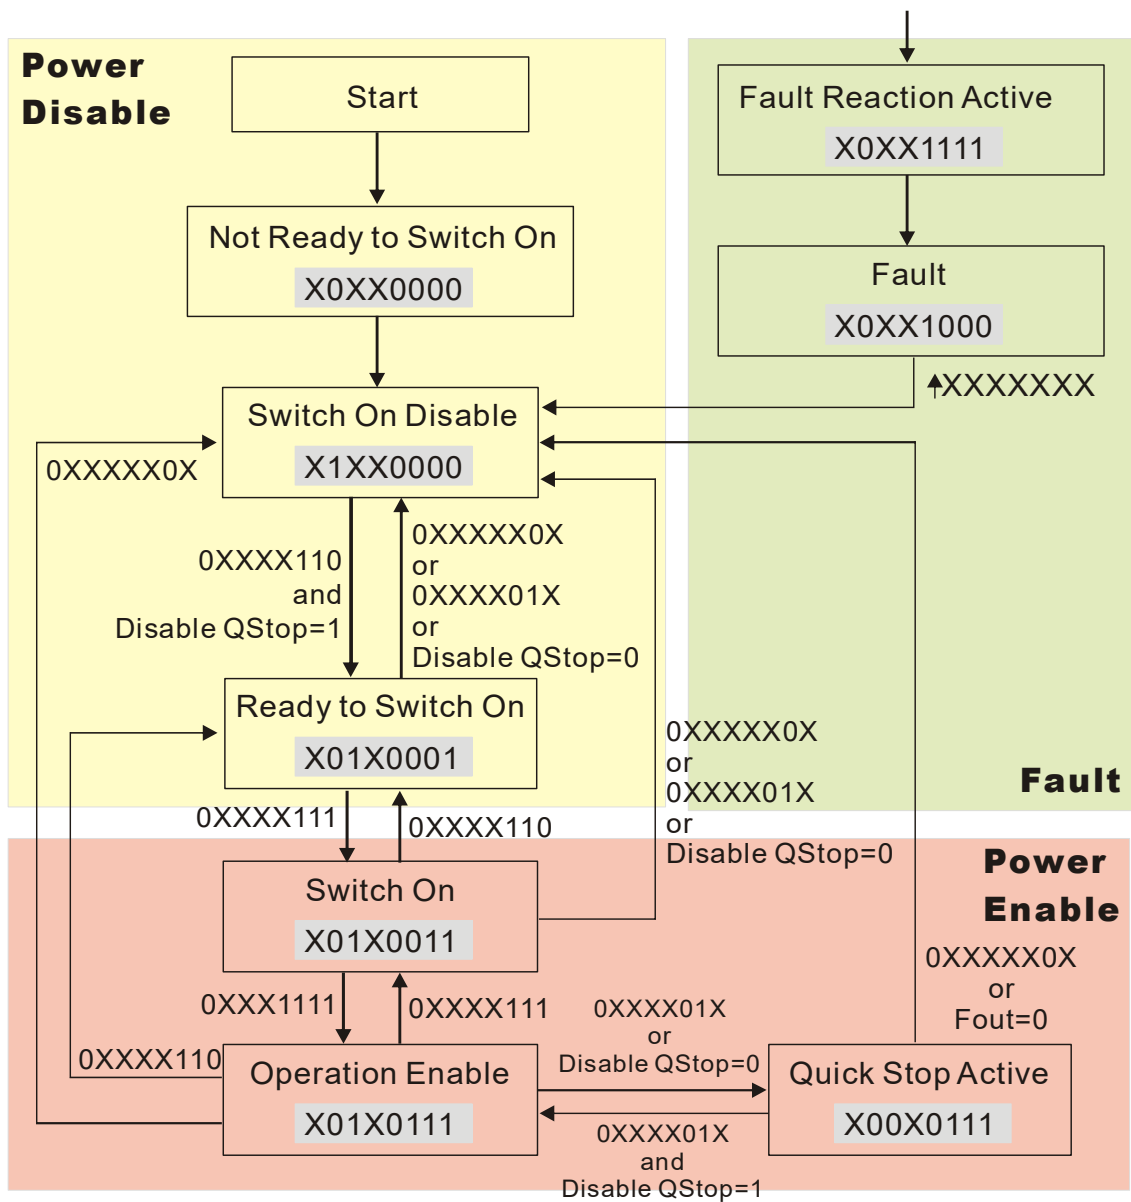 Power
Disable
Start
Not Ready to Switch On
X0XX0000
Switch On Disable
X1XX0000
0XXXXX0X
0XXXX110
and
Disable QStop=1
0XXXXX0X
or
0XXXX01X
or
Disable QStop=0
Ready to Switch On
X01X0001
0XXXX111
0XXXX110
Fault Reaction Active
X0XX1111
Fault
X0XX1000
XXXXXXX
Fault
0XXXXX0X
or
0XXXX01X
or
Disable QStop=0
Power
Enable
Switch On
X01X0011
0XXX1111
0XXXX111
0XXXX110
Operation Enable
X01X0111
0XXXX01X
or
Disable QStop=0
0XXXX01X
and
Disable QStop=1
0XXXXX0X
or
Fout=0
Quick Stop Active
X00X0111